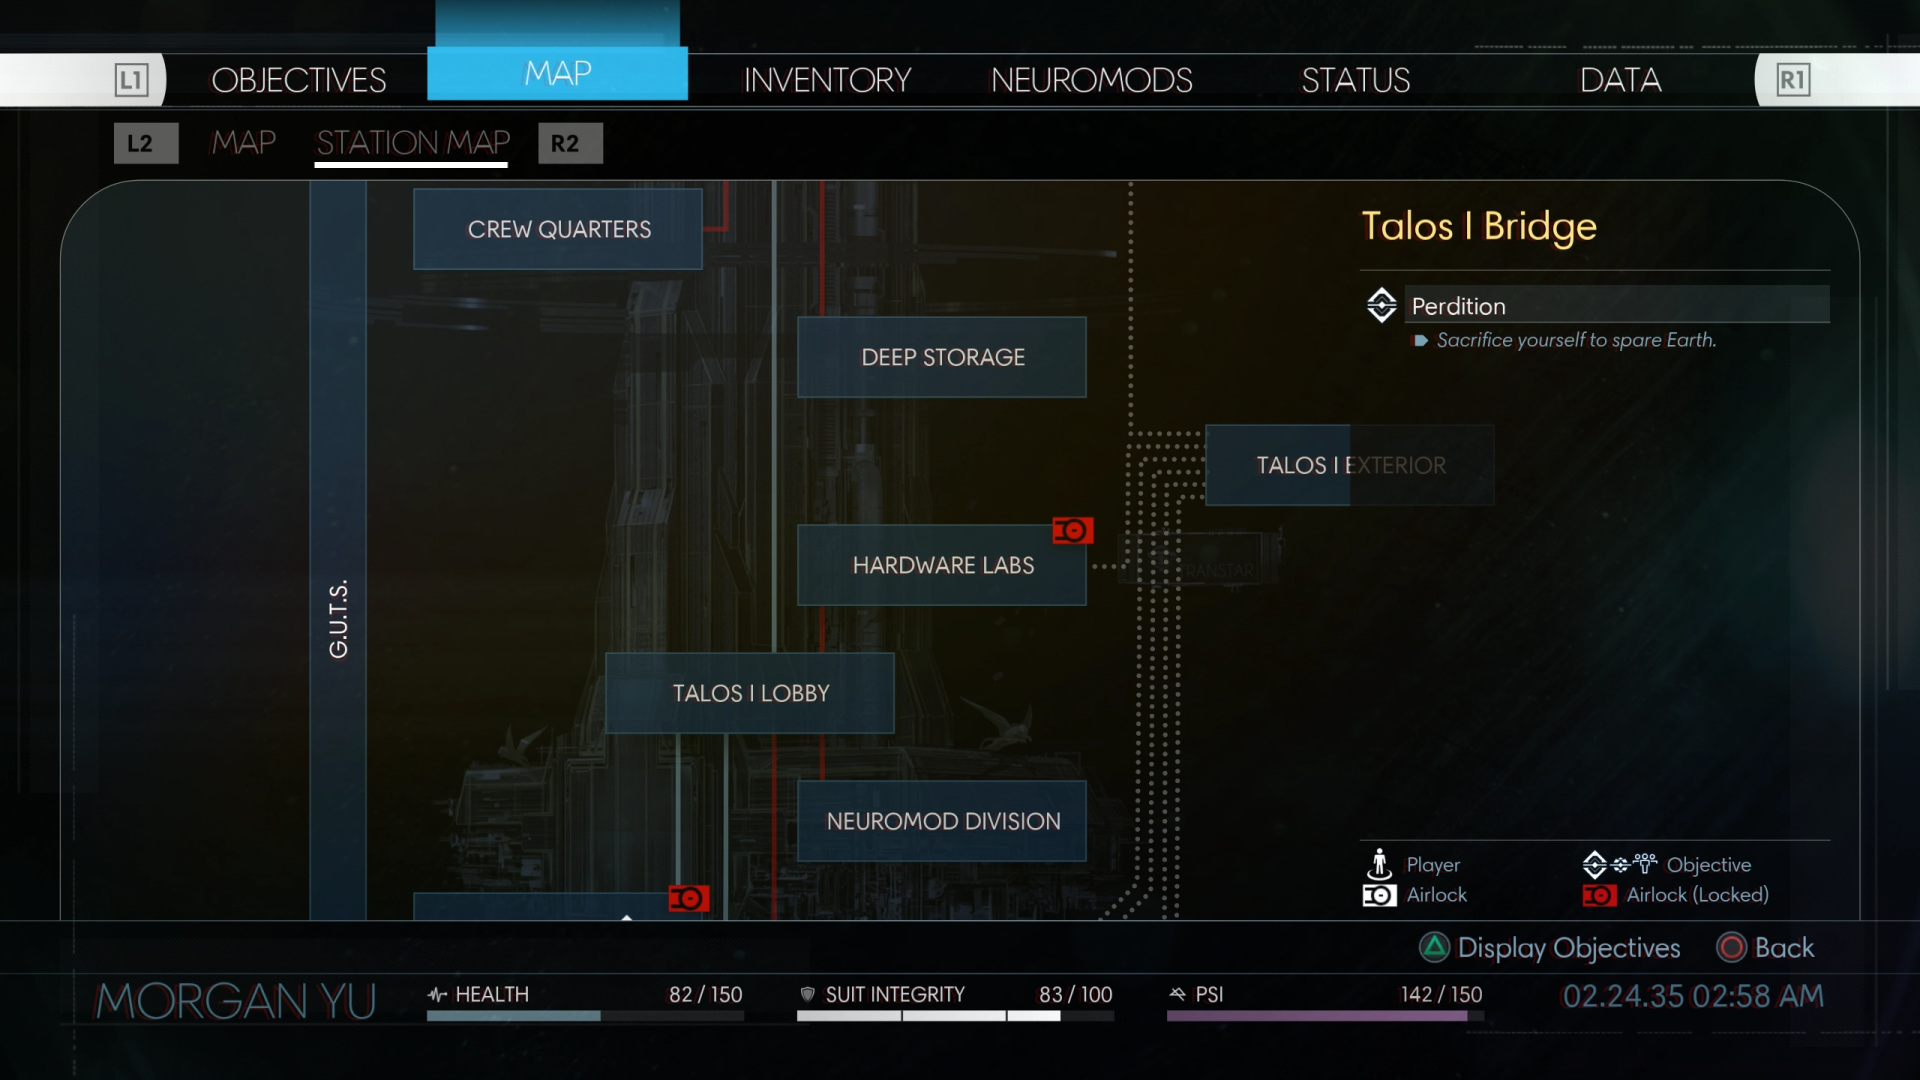 L1 OBJECTIVES MAP INVENTORY NEUROMODS STATUS DATA R1
L2 MAP STATION MAP R2
CREW QUARTERS
Talos I Bridge
Perdition
Sacrifice yourself to spare Earth.
DEEP STORAGE
TALOS I EXTERIOR
HARDWARE LABS
TRANSTAR
G.U.T.S.
TALOS I LOBBY
NEUROMOD DIVISION
Player
Objective
Airlock
Airlock (Locked)
Display Objectives Back
MORGAN YU
HEALTH 82 / 150
SUIT INTEGRITY 83 / 100
PSI 142 / 150
02.24.35 02:58 AM